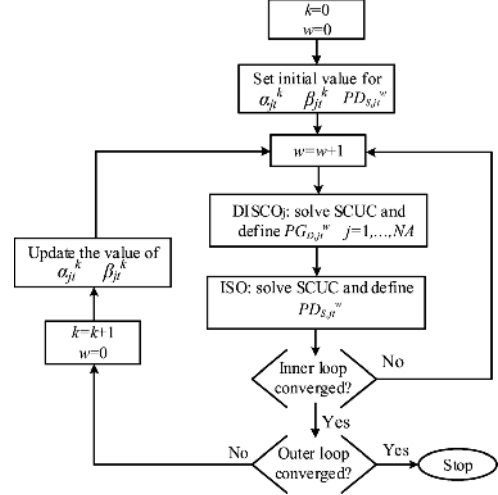 k=0
w=0
Set initial value for
α_jt^k β_jt^k PD_S,jt^w
w=w+1
DISCOj: solve SCUC and
define PG_D,jt^w j=1,...,NA
ISO: solve SCUC and define
PD_S,jt^w
Inner loop
converged?
No
Yes
Outer loop
converged?
Yes
Stop
No
k=k+1
w=0
Update the value of
α_jt^k β_jt^k